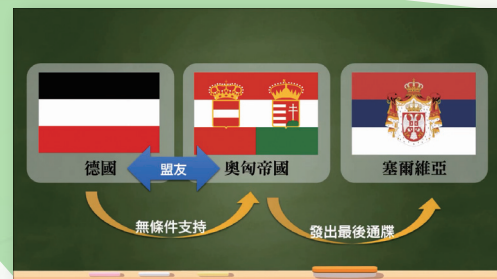 德國
盟友
奧匈帝國
塞爾維亞
無條件支持
發出最後通牒